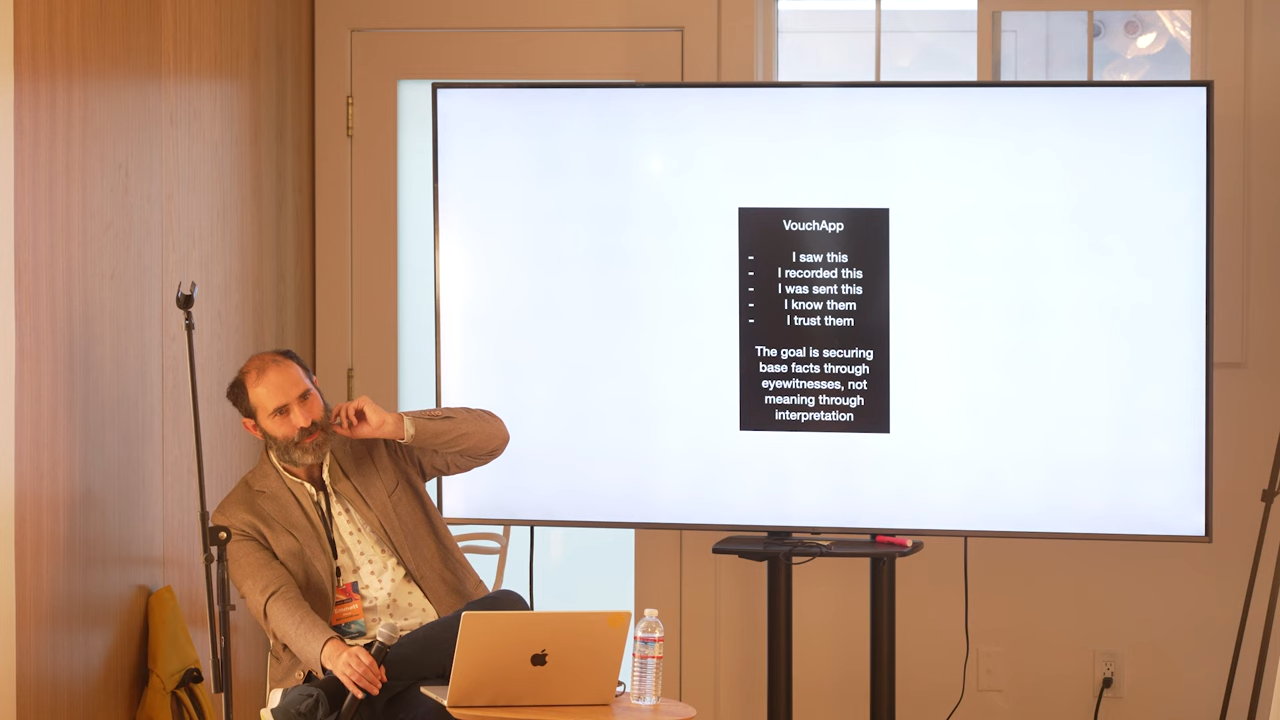 VouchApp
- I saw this
- I recorded this
- I was sent this
- I know them
- I trust them
The goal is securing
base facts through
eyewitnesses, not
meaning through
interpretation
Emmett